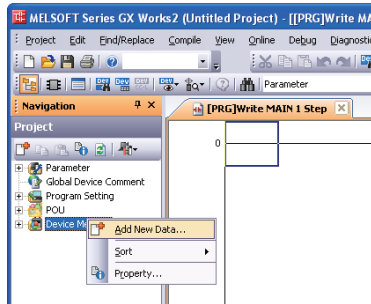 MELSOFT Series GX Works2 (Untitled Project) - [[PRG]Write MA
Project Edit Find/Replace Compile View Online Debug Diagnostic
Parameter
Navigation
[PRG]Write MAIN 1 Step
Project
0
Parameter
Global Device Comment
Program Setting
POU
Device M
Add New Data...
Sort
Property...